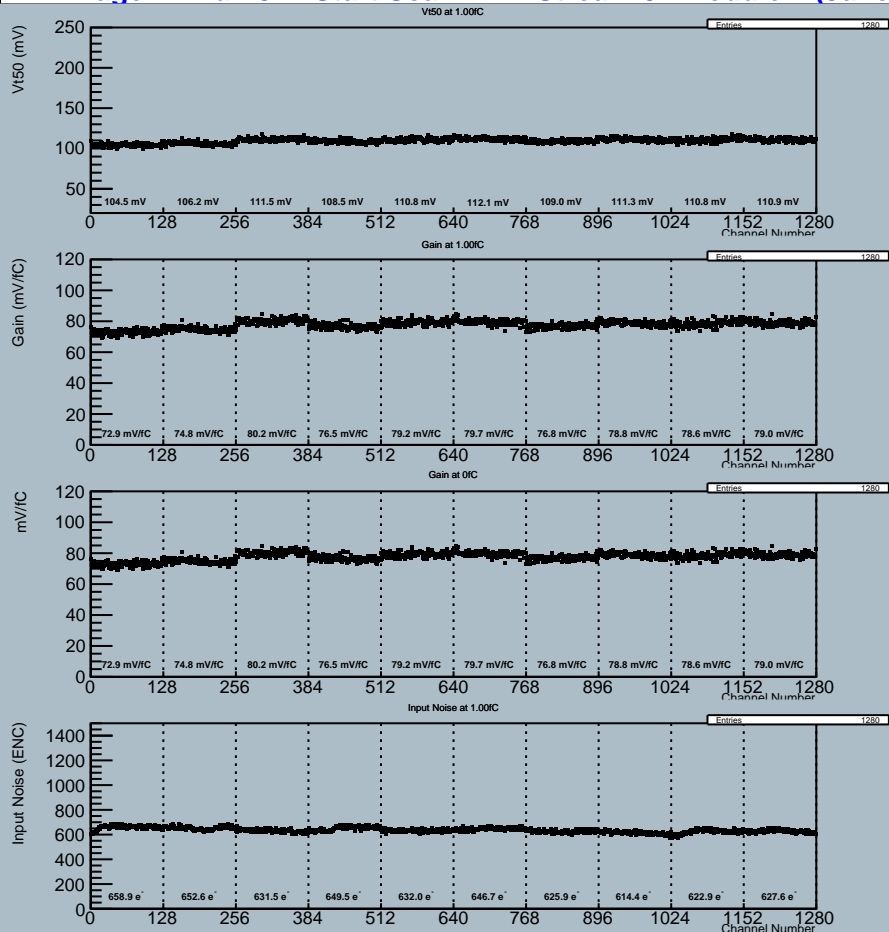 Vt50 at 1.00fC
Entries 1280
Vt50 (mV)
250
200
150
100
50
104.5 mV 106.2 mV 111.5 mV 108.5 mV 110.8 mV 112.1 mV 109.0 mV 111.3 mV 110.8 mV 110.9 mV
0 128 256 384 512 640 768 896 1024 1152 1280
Channel Number
Gain at 1.00fC
Entries 1280
Gain (mV/fC)
120
100
80
60
40
20
0
72.9 mV/fC 74.8 mV/fC 80.2 mV/fC 76.5 mV/fC 79.2 mV/fC 79.7 mV/fC 76.8 mV/fC 78.8 mV/fC 78.6 mV/fC 79.0 mV/fC
0 128 256 384 512 640 768 896 1024 1152 1280
Channel Number
Gain at 0fC
Entries 1280
mV/fC
120
100
80
60
40
20
0
72.9 mV/fC 74.8 mV/fC 80.2 mV/fC 76.5 mV/fC 79.2 mV/fC 79.7 mV/fC 76.8 mV/fC 78.8 mV/fC 78.6 mV/fC 79.0 mV/fC
0 128 256 384 512 640 768 896 1024 1152 1280
Channel Number
Input Noise at 1.00fC
Entries 1280
Input Noise (ENC)
1400
1200
1000
800
600
400
200
0
658.9 e⁻ 652.6 e⁻ 631.5 e⁻ 649.5 e⁻ 632.0 e⁻ 646.7 e⁻ 625.9 e⁻ 614.4 e⁻ 622.9 e⁻ 627.6 e⁻
0 128 256 384 512 640 768 896 1024 1152 1280
Channel Number